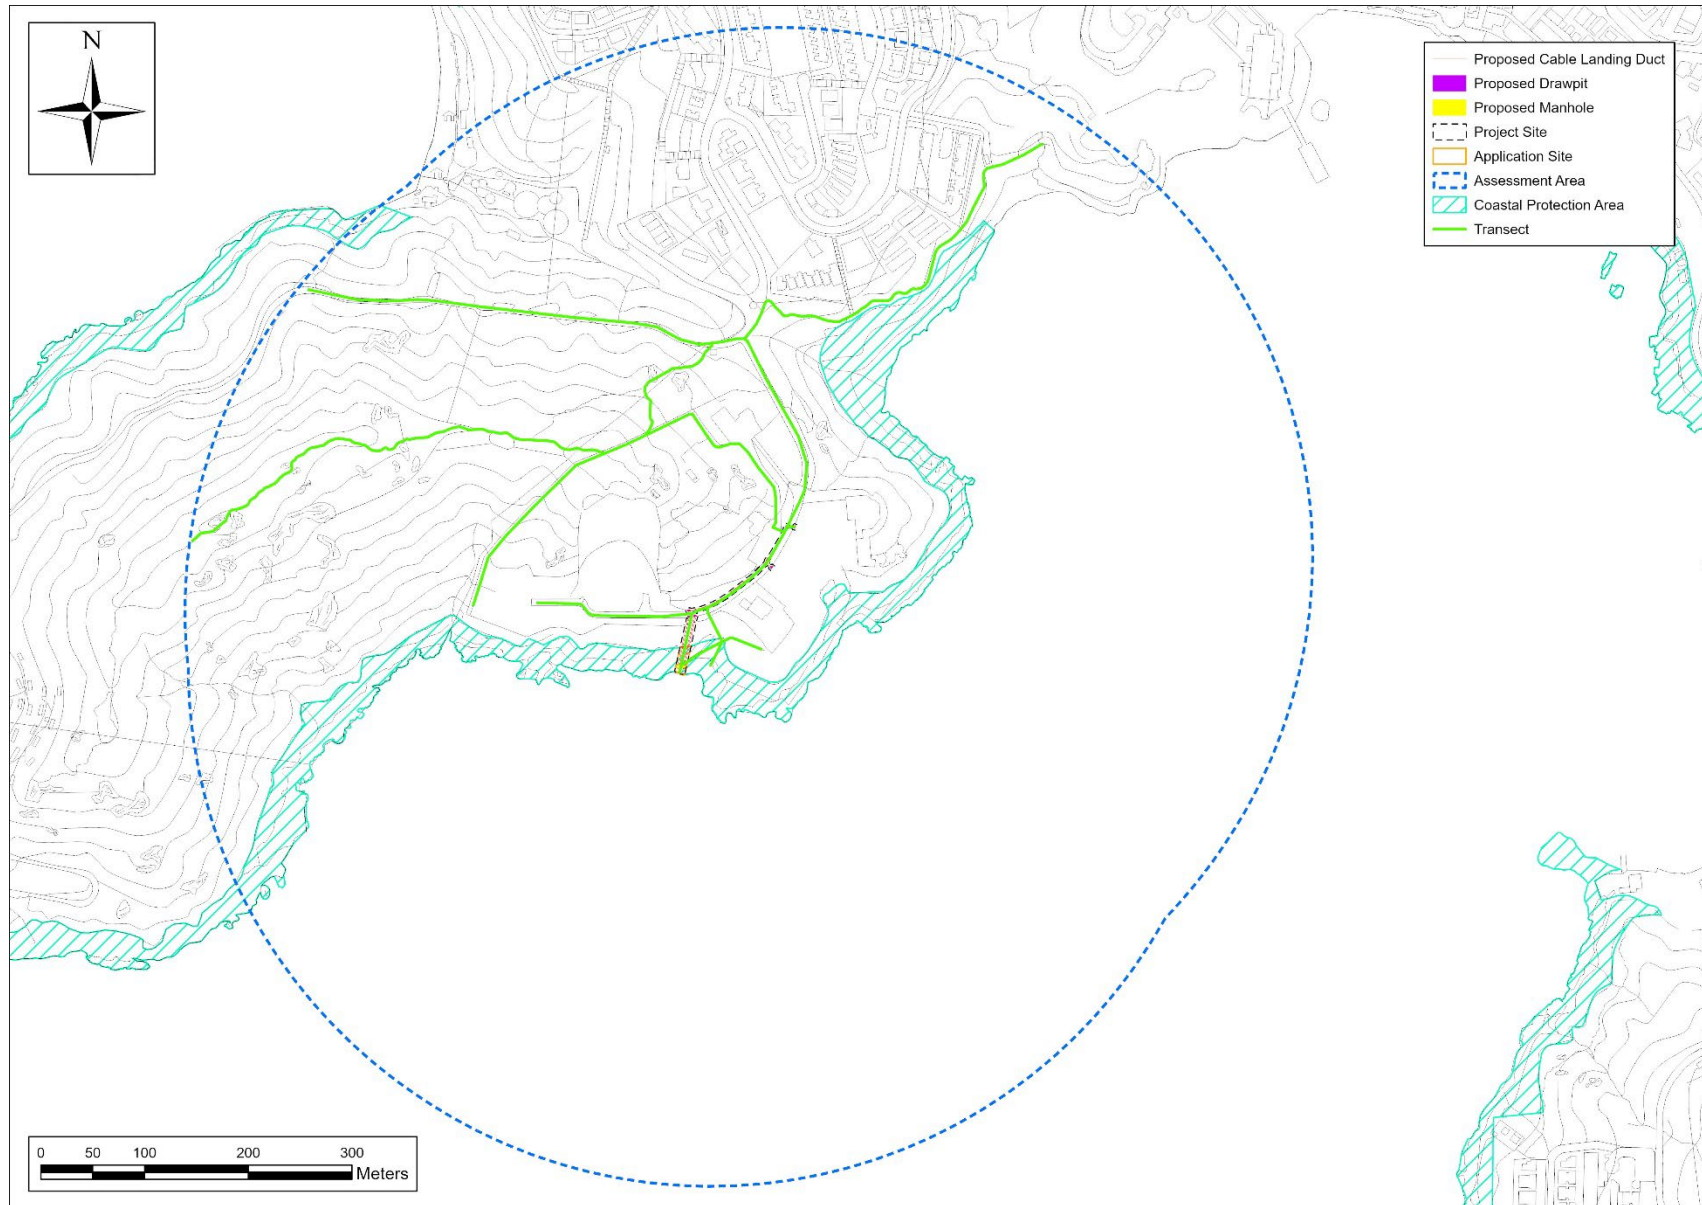 N
Proposed Cable Landing Duct
Proposed Drawpit
Proposed Manhole
Project Site
Application Site
Assessment Area
Coastal Protection Area
Transect
0 50 100 200 300
Meters